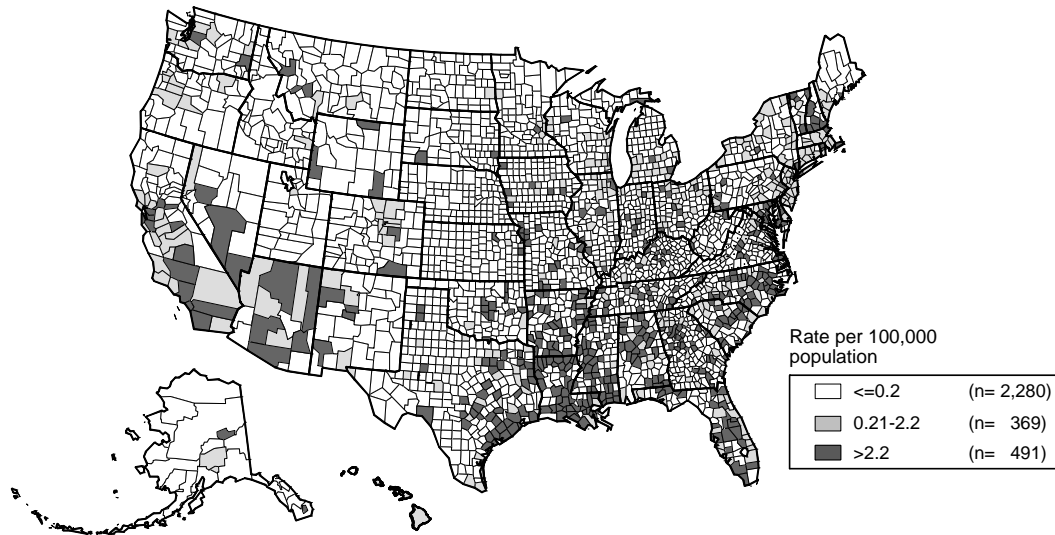 Rate per 100,000
population
<=0.2 (n= 2,280)
0.21-2.2 (n= 369)
>2.2 (n= 491)